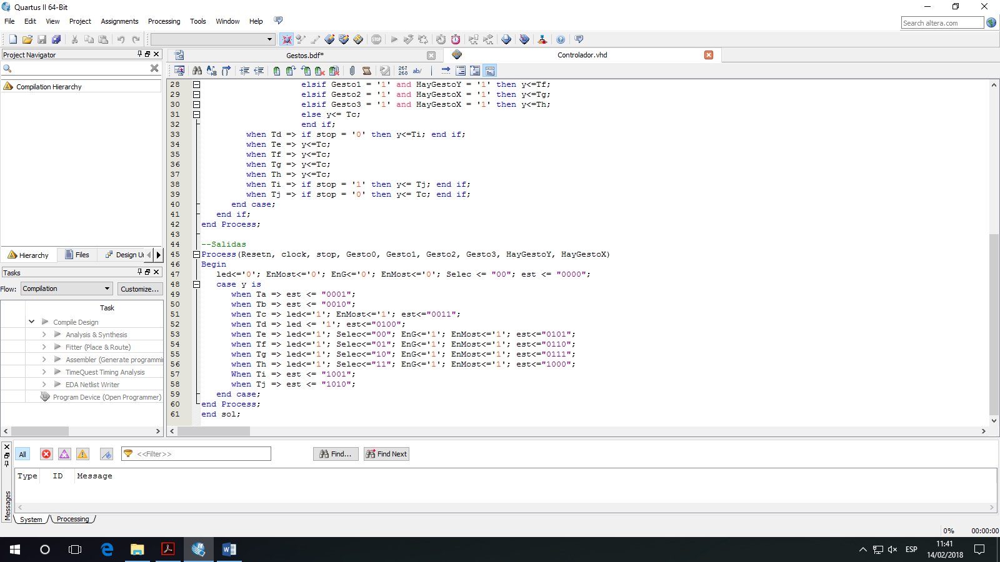 Quartus II 64-Bit
File Edit View Project Assignments Processing Tools Window Help
Search altera.com
Project Navigator
Gestos.bdf*
Controlador.vhd
Compilation Hierarchy
267
268
ab/
28 elsif Gesto1 = '1' and HayGestoY = '1' then y<=Tf;
29 elsif Gesto2 = '1' and HayGestoX = '1' then y<=Tg;
30 elsif Gesto3 = '1' and HayGestoX = '1' then y<=Th;
31 else y<= Tc;
32 end if;
33 when Td => if stop = '0' then y<=Ti; end if;
34 when Te => y<=Tc;
35 when Tf => y<=Tc;
36 when Tg => y<=Tc;
37 when Th => y<=Tc;
38 when Ti => if stop = '1' then y<= Tj; end if;
39 when Tj => if stop = '0' then y<= Tc; end if;
40 end case;
41 end if;
42 end Process;
43
44 --Salidas
45 Process(Resetn, clock, stop, Gesto0, Gesto1, Gesto2, Gesto3, HayGestoY, HayGestoX)
46 Begin
47 led<='0'; EnMost<='0'; EnG<='0'; EnMost<='0'; Selec <= "00"; est <= "0000";
48 case y is
49 when Ta => est <= "0001";
50 when Tb => est <= "0010";
51 when Tc => led<='1'; EnMost<='1'; est<="0011";
52 when Td => led <= '1'; est<="0100";
53 when Te => led<='1'; Selec<="00"; EnG<='1'; EnMost<='1'; est<="0101";
54 when Tf => led<='1'; Selec<="01"; EnG<='1'; EnMost<='1'; est<="0110";
55 when Tg => led<='1'; Selec<="10"; EnG<='1'; EnMost<='1'; est<="0111";
56 when Th => led<='1'; Selec<="11"; EnG<='1'; EnMost<='1'; est<="1000";
57 When Ti => est <= "1001";
58 when Tj => est <= "1010";
59 end case;
60 end Process;
61 end sol;
Hierarchy Files Design Un
Tasks
Flow: Compilation Customize...
Task
Compile Design
Analysis & Synthesis
Fitter (Place & Route)
Assembler (Generate programmi
TimeQuest Timing Analysis
EDA Netlist Writer
Program Device (Open Programmer)
All <<Filter>> Find... Find Next
Type ID Message
Messages
System Processing
0% 00:00:00
ESP
11:41
14/02/2018